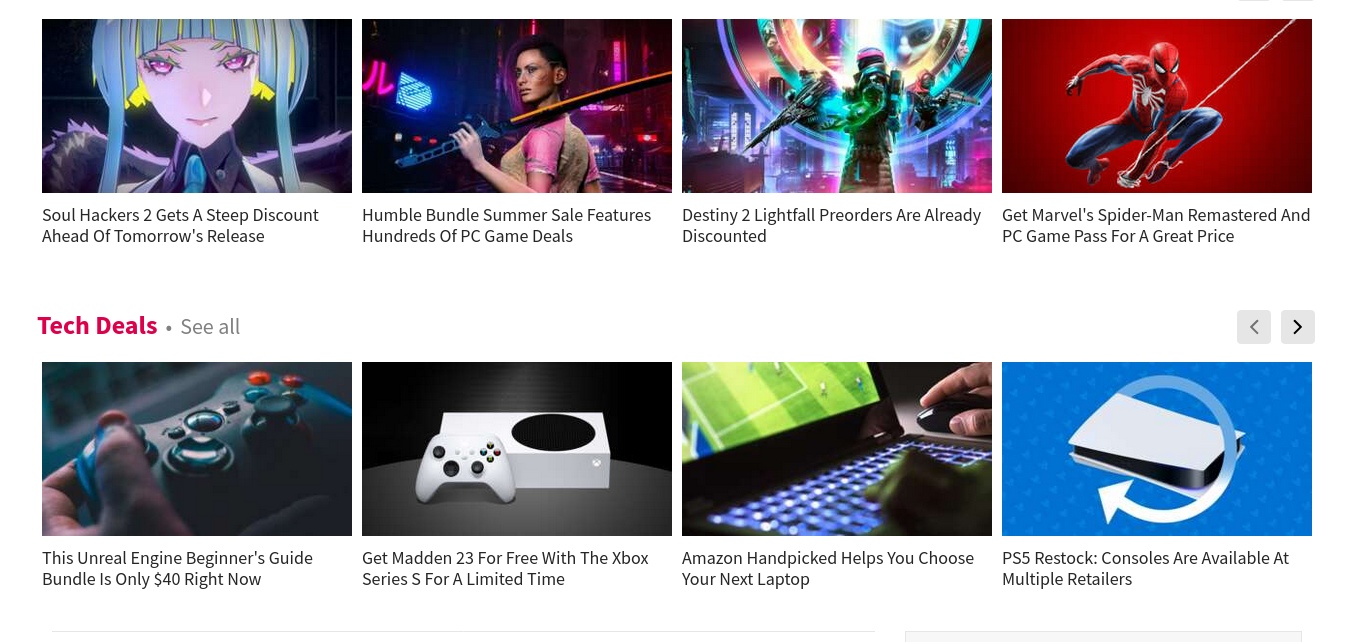 Soul Hackers 2 Gets A Steep Discount
Ahead Of Tomorrow's Release
Humble Bundle Summer Sale Features
Hundreds Of PC Game Deals
Destiny 2 Lightfall Preorders Are Already
Discounted
Get Marvel's Spider-Man Remastered And
PC Game Pass For A Great Price
Tech Deals • See all
This Unreal Engine Beginner's Guide
Bundle Is Only $40 Right Now
Get Madden 23 For Free With The Xbox
Series S For A Limited Time
Amazon Handpicked Helps You Choose
Your Next Laptop
PS5 Restock: Consoles Are Available At
Multiple Retailers